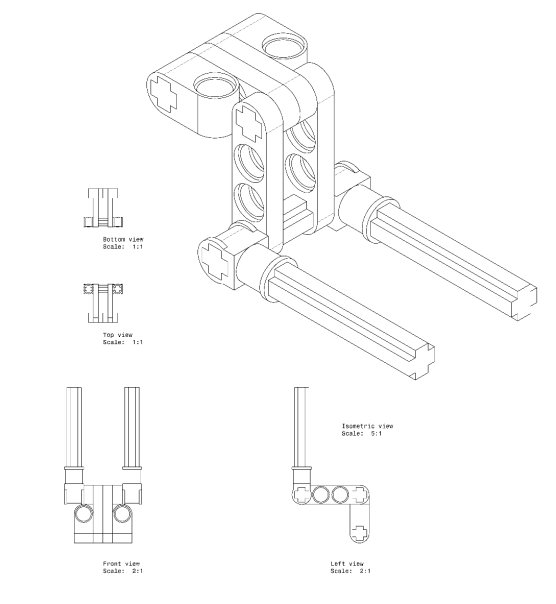 Bottom view
Scale: 1:1
Top view
Scale: 1:1
Isometric view
Scale: 5:1
Front view
Scale: 2:1
Left view
Scale: 2:1